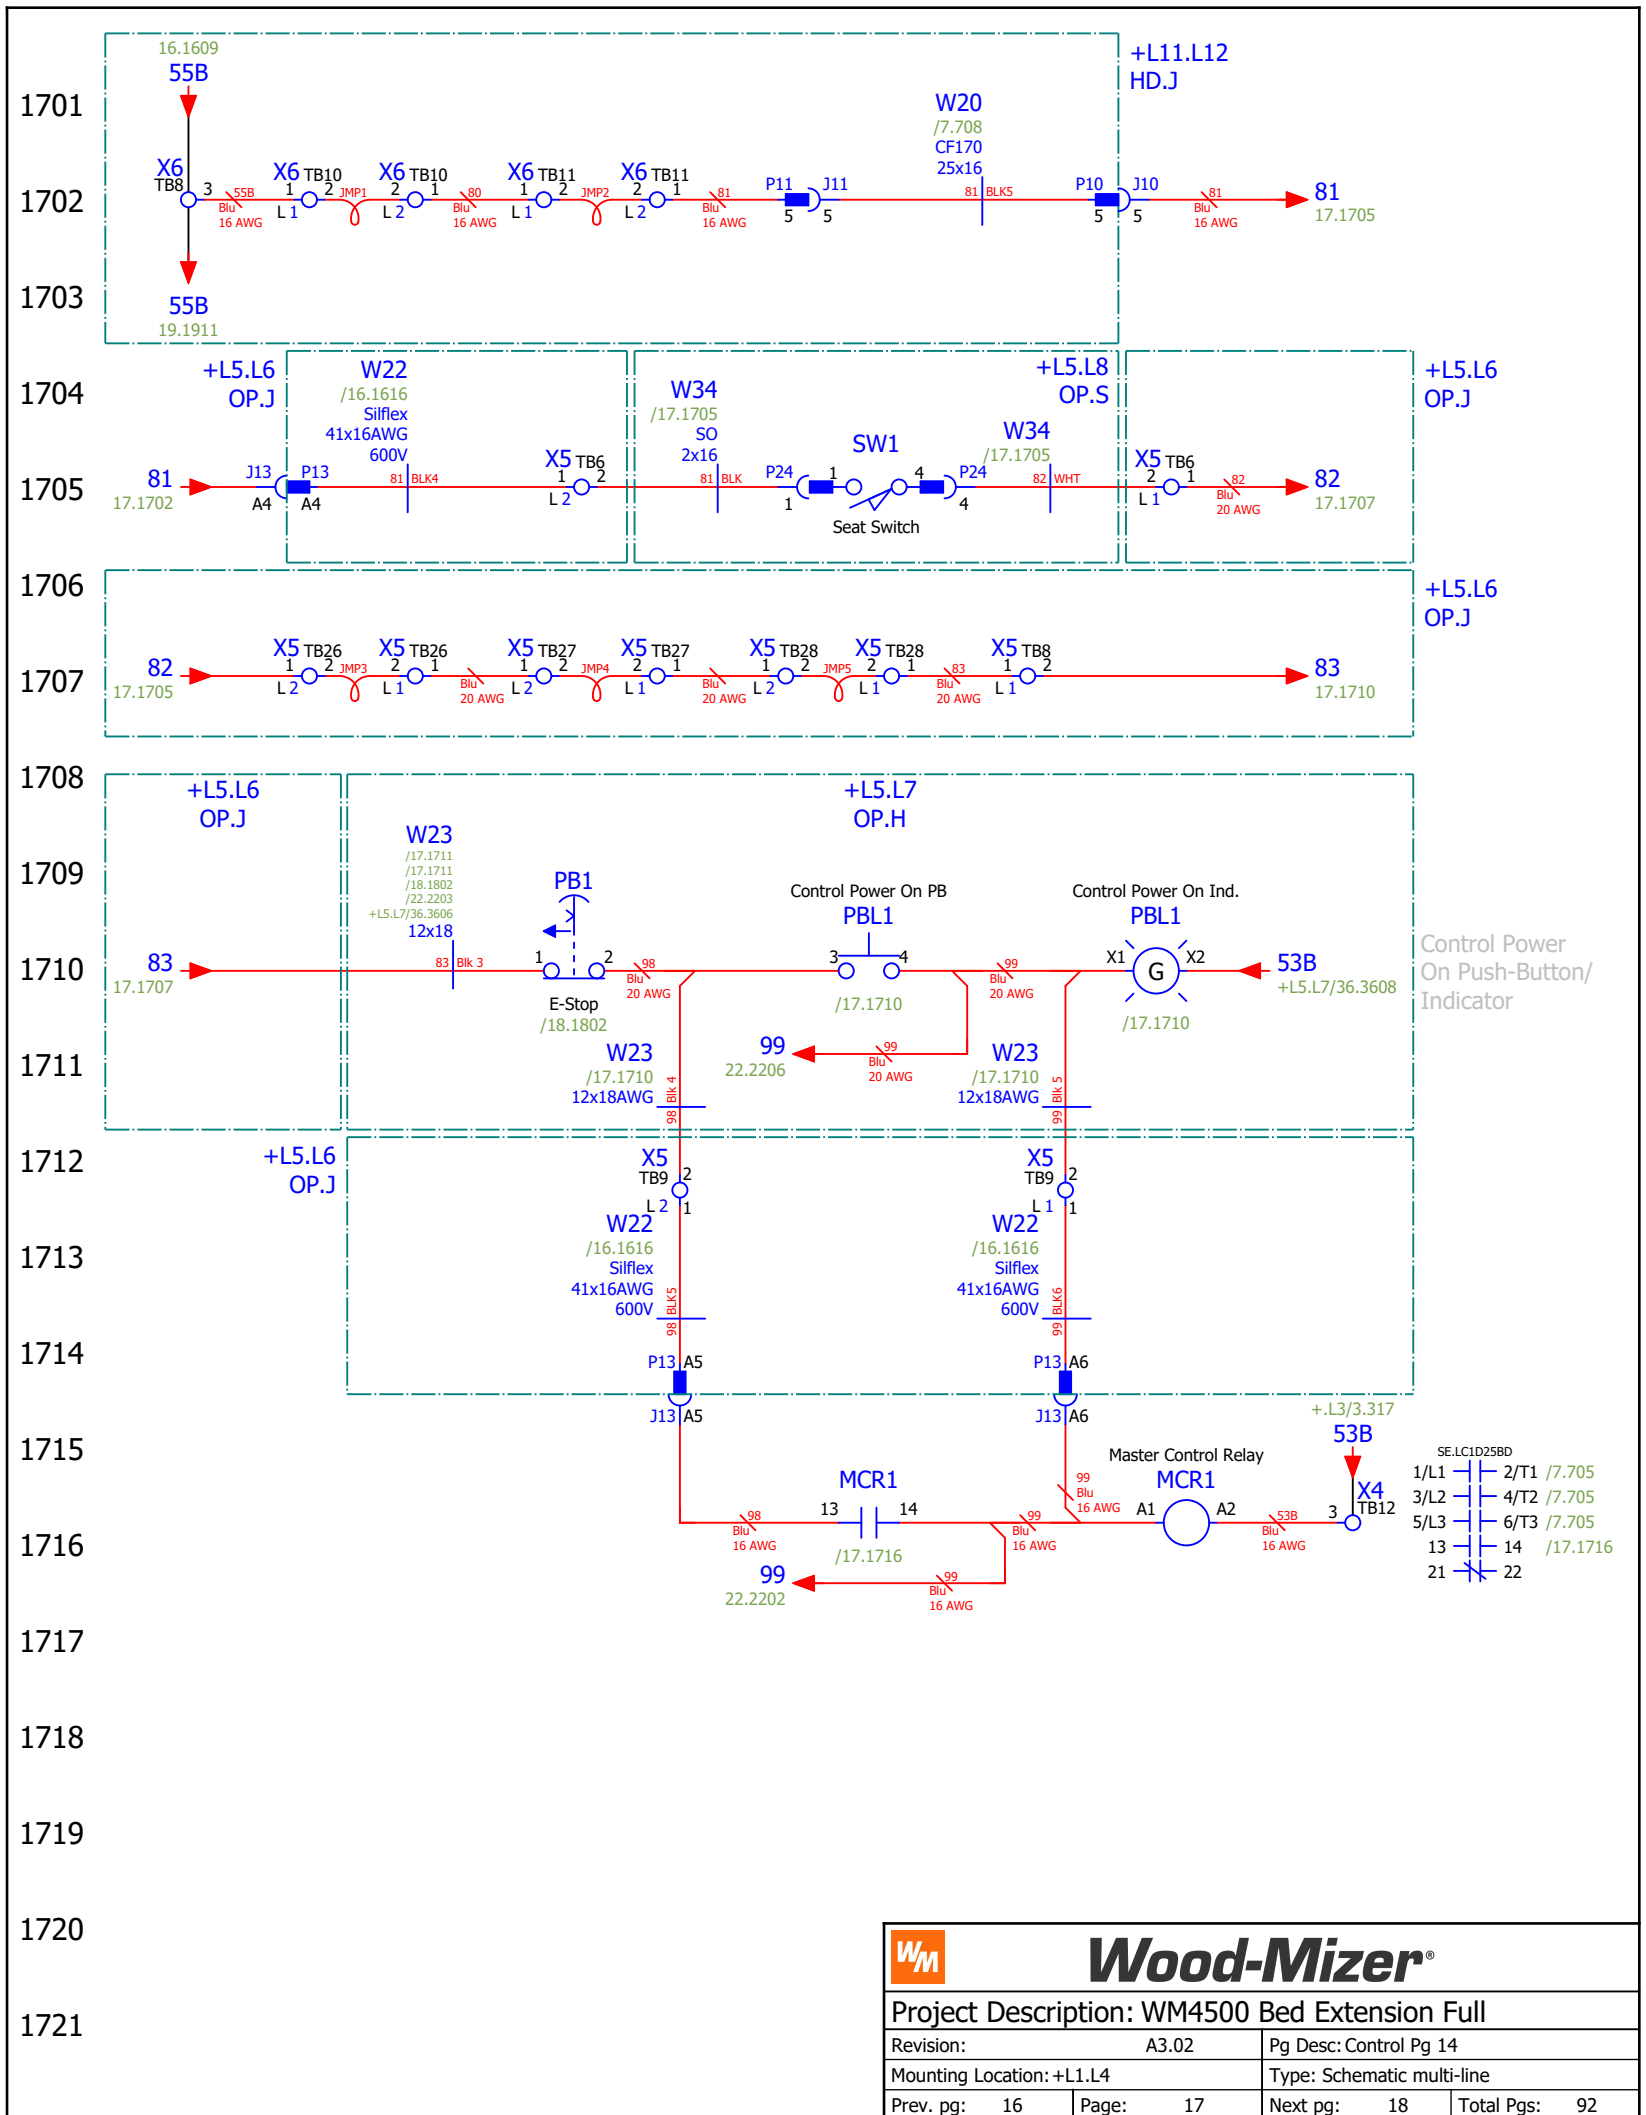 16.1609
55B
+L11.L12
HD.J
1701
W20
/7.708
CF170
25x16
X6 TB8 3
55B Blu 16 AWG
X6 TB10 1 2 L 1
JMP1
X6 TB10 2 1 L 2
80 Blu 16 AWG
X6 TB11 1 2 L 1
JMP2
X6 TB11 2 1 L 2
81 Blu 16 AWG
P11 J11 5 5
81 BLK5
P10 J10 5 5
81 Blu 16 AWG
81
17.1705
1702
1703
55B
19.1911
1704
+L5.L6
OP.J
W22
/16.1616
Silflex
41x16AWG
600V
W34
/17.1705
SO
2x16
+L5.L8
OP.S
W34
/17.1705
+L5.L6
OP.J
1705
81
17.1702
J13 P13
A4 A4
81 BLK4
X5 TB6 1 2 L 2
81 BLK
P24 1
SW1
1 4
Seat Switch
P24 4
82 WHT
X5 TB6 2 1 L 1
82 Blu 20 AWG
82
17.1707
1706
+L5.L6
OP.J
1707
82
17.1705
X5 TB26 1 2 L 2
JMP3
X5 TB26 2 1 L 1
Blu 20 AWG
X5 TB27 1 2 L 2
JMP4
X5 TB27 2 1 L 1
Blu 20 AWG
X5 TB28 1 2 L 2
JMP5
X5 TB28 2 1 L 1
83 Blu 20 AWG
X5 TB8 1 2 L 1
83
17.1710
1708
+L5.L6
OP.J
+L5.L7
OP.H
1709
W23
/17.1711
/17.1711
/18.1802
/22.2203
+L5.L7/36.3606
12x18
PB1
Control Power On PB
PBL1
Control Power On Ind.
PBL1
1710
83
17.1707
83 Blk 3
1 2
E-Stop
/18.1802
98 Blu 20 AWG
3 4
/17.1710
99 Blu 20 AWG
X1 G X2
/17.1710
53B
+L5.L7/36.3608
Control Power
On Push-Button/
Indicator
1711
W23
/17.1710
12x18AWG
98 Blk 4
99
22.2206
99 Blu 20 AWG
W23
/17.1710
12x18AWG
99 Blk 5
1712
+L5.L6
OP.J
X5 TB9 2 L 2 1
X5 TB9 2 L 1 1
1713
W22
/16.1616
Silflex
41x16AWG
600V
98 BLK5
W22
/16.1616
Silflex
41x16AWG
600V
99 BLK6
1714
P13 A5
J13 A5
P13 A6
J13 A6
+.L3/3.317
53B
1715
MCR1
99 Blu 16 AWG
Master Control Relay
MCR1
X4
TB12
3
SE.LC1D25BD
1/L1 2/T1 /7.705
3/L2 4/T2 /7.705
5/L3 6/T3 /7.705
13 14 /17.1716
21 22
1716
98 Blu 16 AWG
13 14
/17.1716
99 Blu 16 AWG
A1 A2
53B Blu 16 AWG
99
22.2202
99 Blu 16 AWG
1717
1718
1719
1720
1721
WM
Wood-Mizer®
Project Description: WM4500 Bed Extension Full
Revision: A3.02 Pg Desc: Control Pg 14
Mounting Location: +L1.L4 Type: Schematic multi-line
Prev. pg: 16 Page: 17 Next pg: 18 Total Pgs: 92